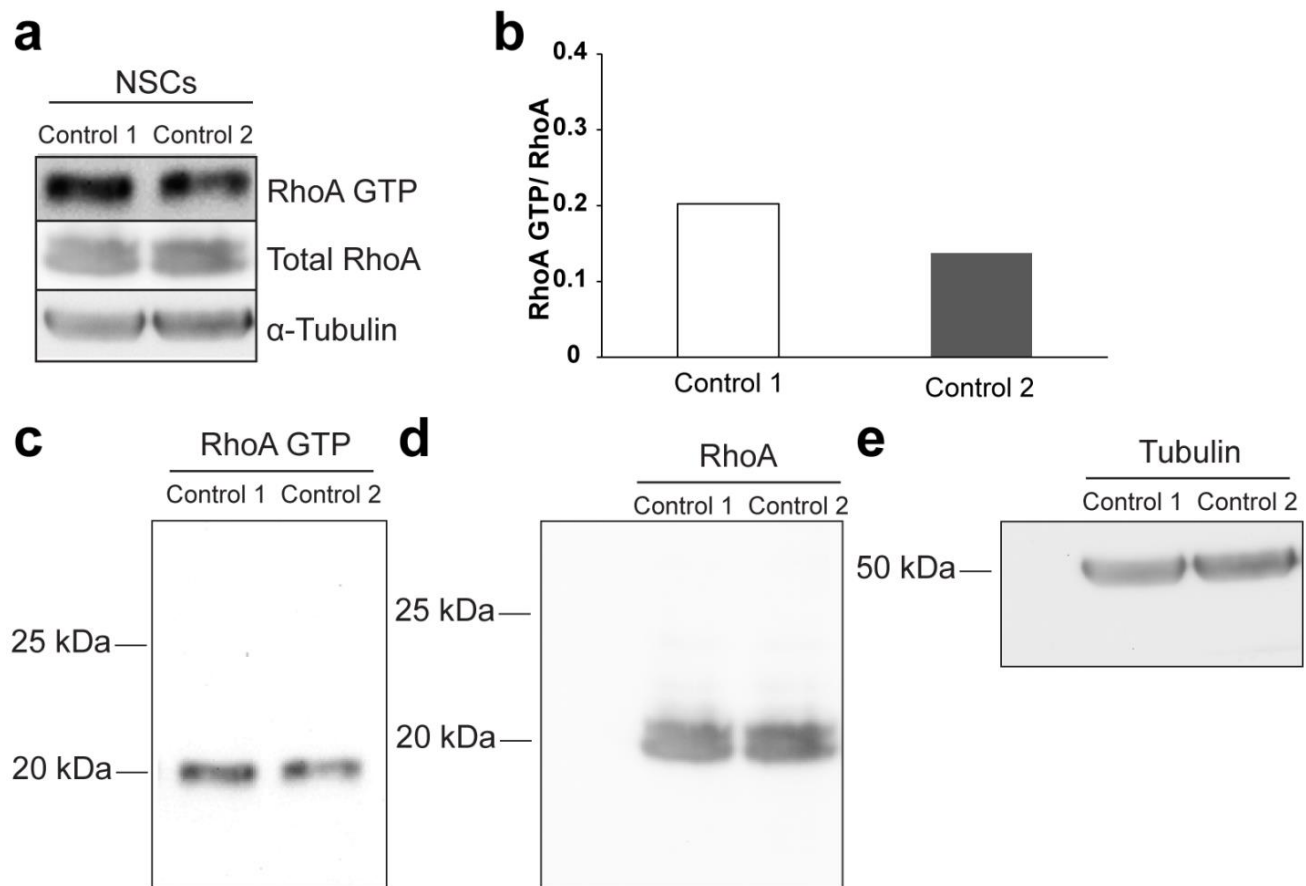 a
NSCs
Control 1 Control 2
RhoA GTP
Total RhoA
α-Tubulin
b
RhoA GTP/ RhoA
0.4
0.3
0.2
0.1
0
Control 1
Control 2
c
RhoA GTP
Control 1 Control 2
25 kDa
20 kDa
d
RhoA
Control 1 Control 2
25 kDa
20 kDa
e
Tubulin
Control 1 Control 2
50 kDa